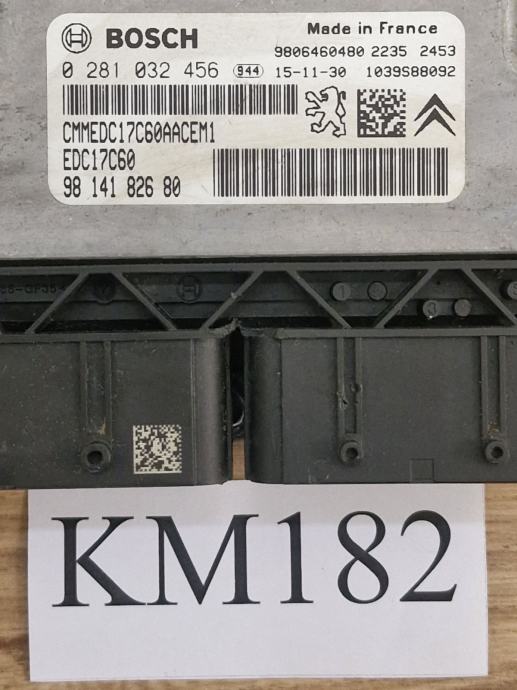 BOSCH
Made in France
9806460480 2235 2453
0 281 032 456 944 15-11-30 1039S88092
CMMEDC17C60AACEM1
EDC17C60
98 141 826 80
KM182